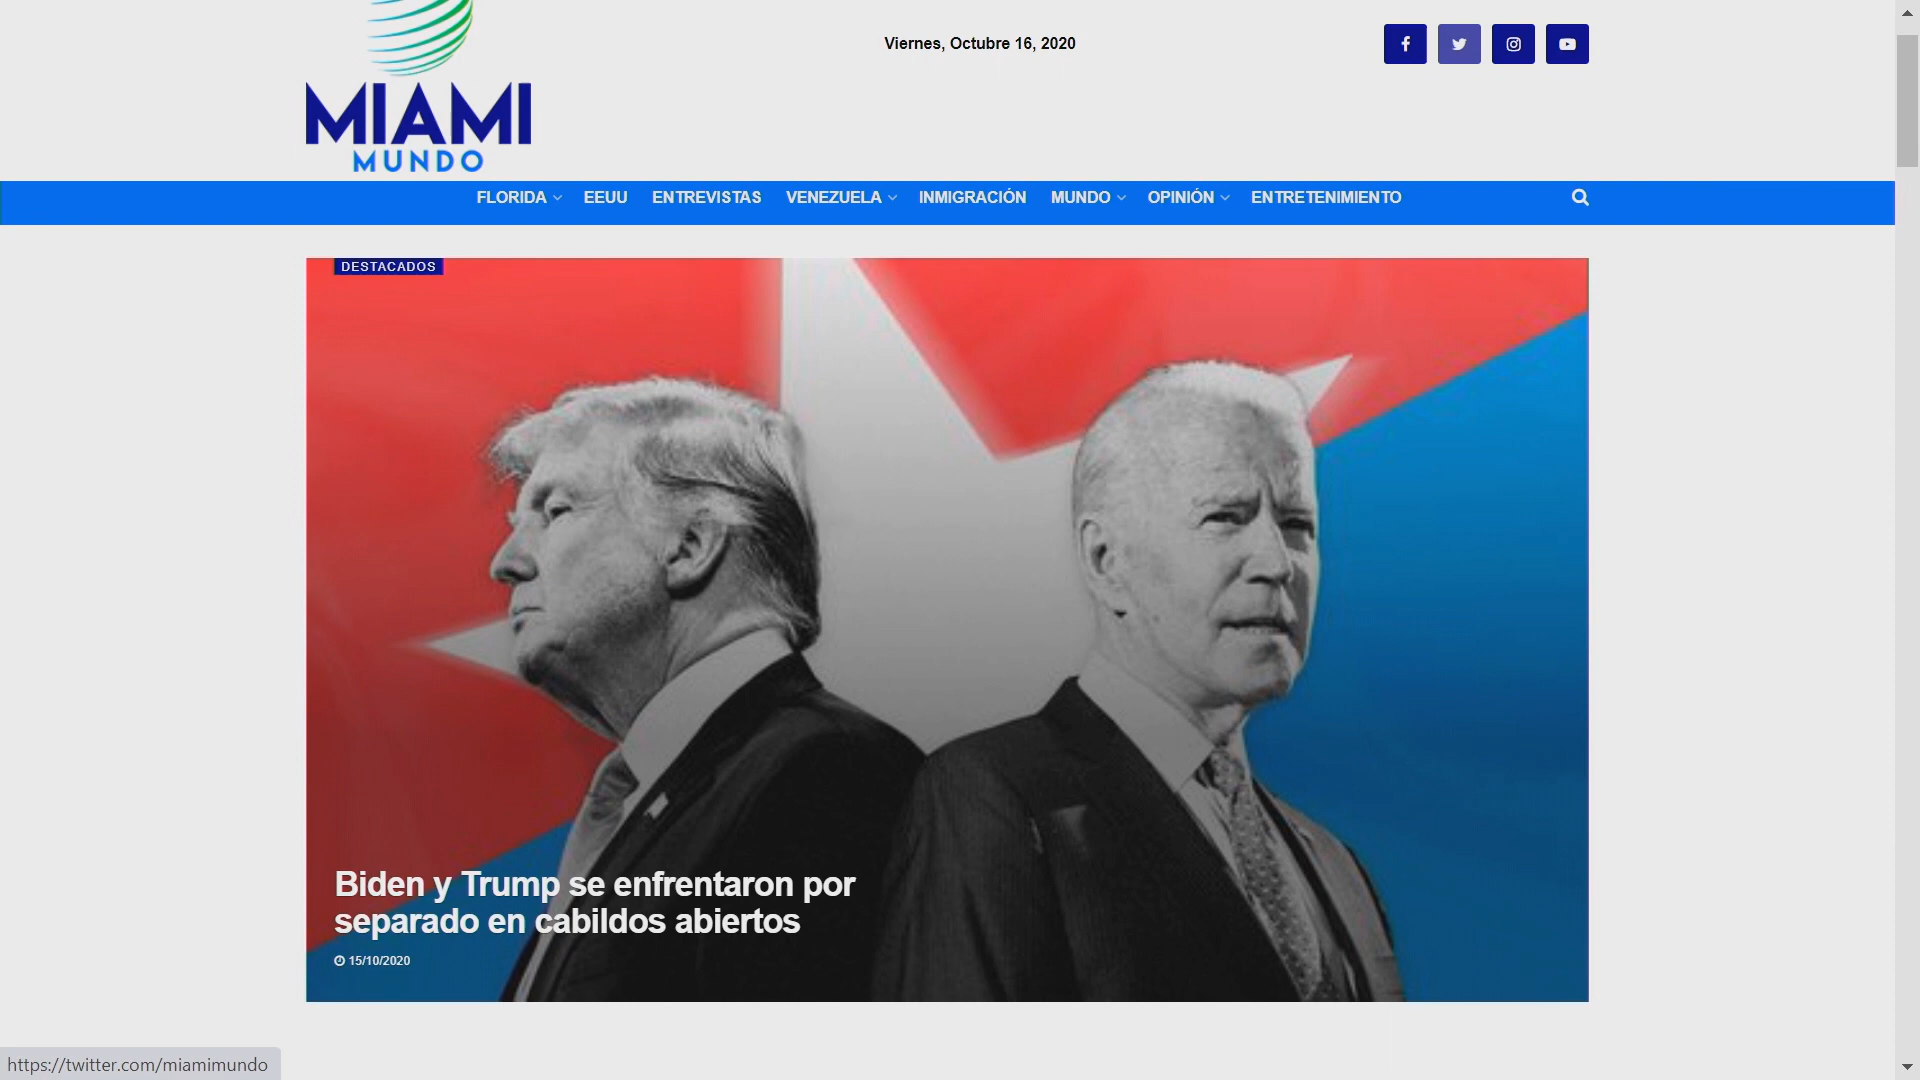 Viernes, Octubre 16, 2020
MIAMI
MUNDO
FLORIDA EEUU ENTREVISTAS VENEZUELA INMIGRACIÓN MUNDO OPINIÓN ENTRETENIMIENTO
DESTACADOS
Biden y Trump se enfrentaron por
separado en cabildos abiertos
15/10/2020
https://twitter.com/miamimundo